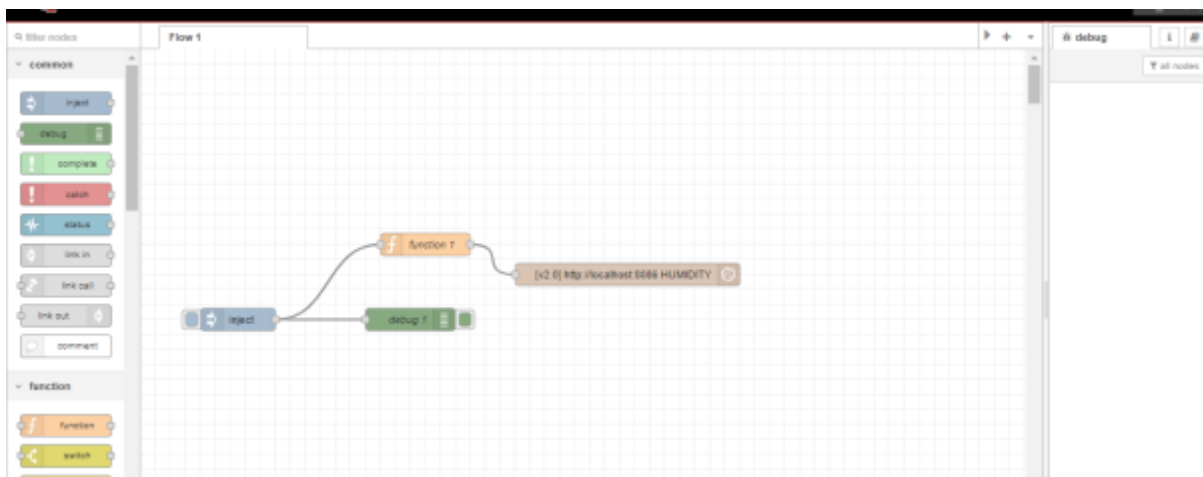 filter nodes
Flow 1
debug
i
all nodes
common
inject
debug
complete
catch
status
link in
link call
link out
comment
function
function
switch
function 1
[v2.0] http://localhost:8086 HUMIDITY
inject
debug 1